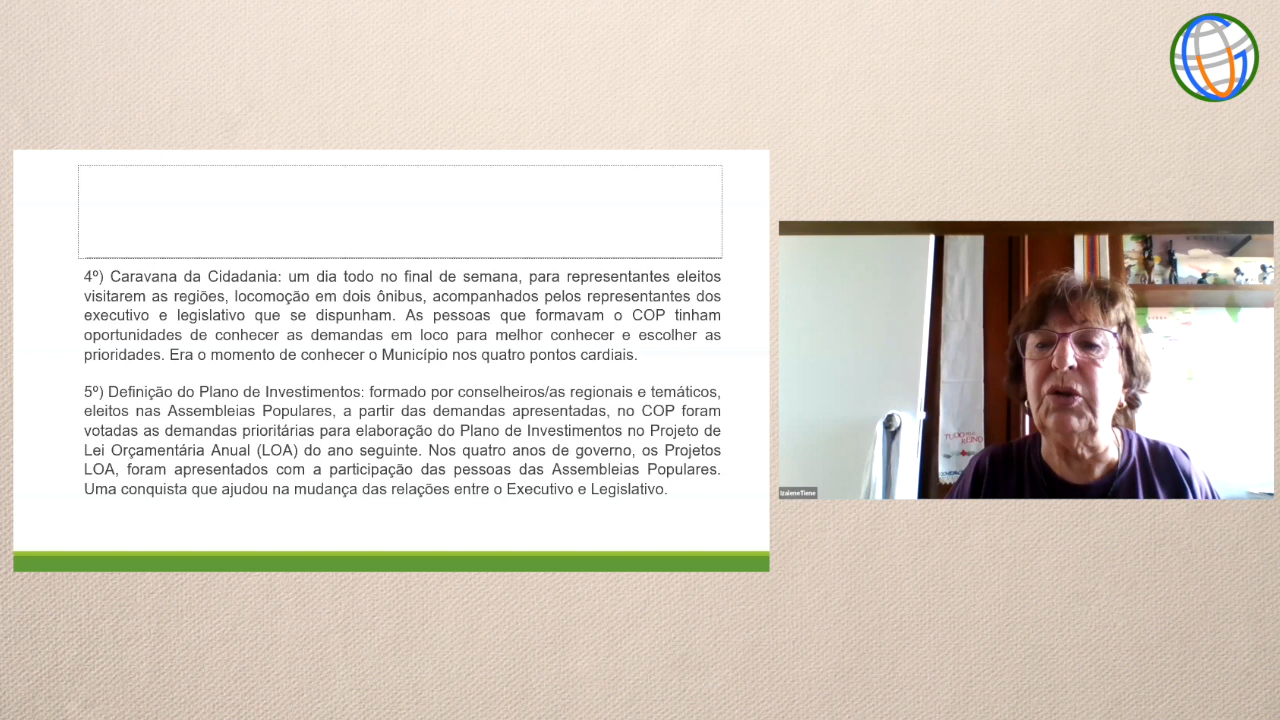 4º) Caravana da Cidadania: um dia todo no final de semana, para representantes eleitos
visitarem as regiões, locomoção em dois ônibus, acompanhados pelos representantes dos
executivo e legislativo que se dispunham. As pessoas que formavam o COP tinham
oportunidades de conhecer as demandas em loco para melhor conhecer e escolher as
prioridades. Era o momento de conhecer o Município nos quatro pontos cardiais.
5º) Definição do Plano de Investimentos: formado por conselheiros/as regionais e temáticos,
eleitos nas Assembleias Populares, a partir das demandas apresentadas, no COP foram
votadas as demandas prioritárias para elaboração do Plano de Investimentos no Projeto de
Lei Orçamentária Anual (LOA) do ano seguinte. Nos quatro anos de governo, os Projetos
LOA, foram apresentados com a participação das pessoas das Assembleias Populares.
Uma conquista que ajudou na mudança das relações entre o Executivo e Legislativo.
IzaleneTiene